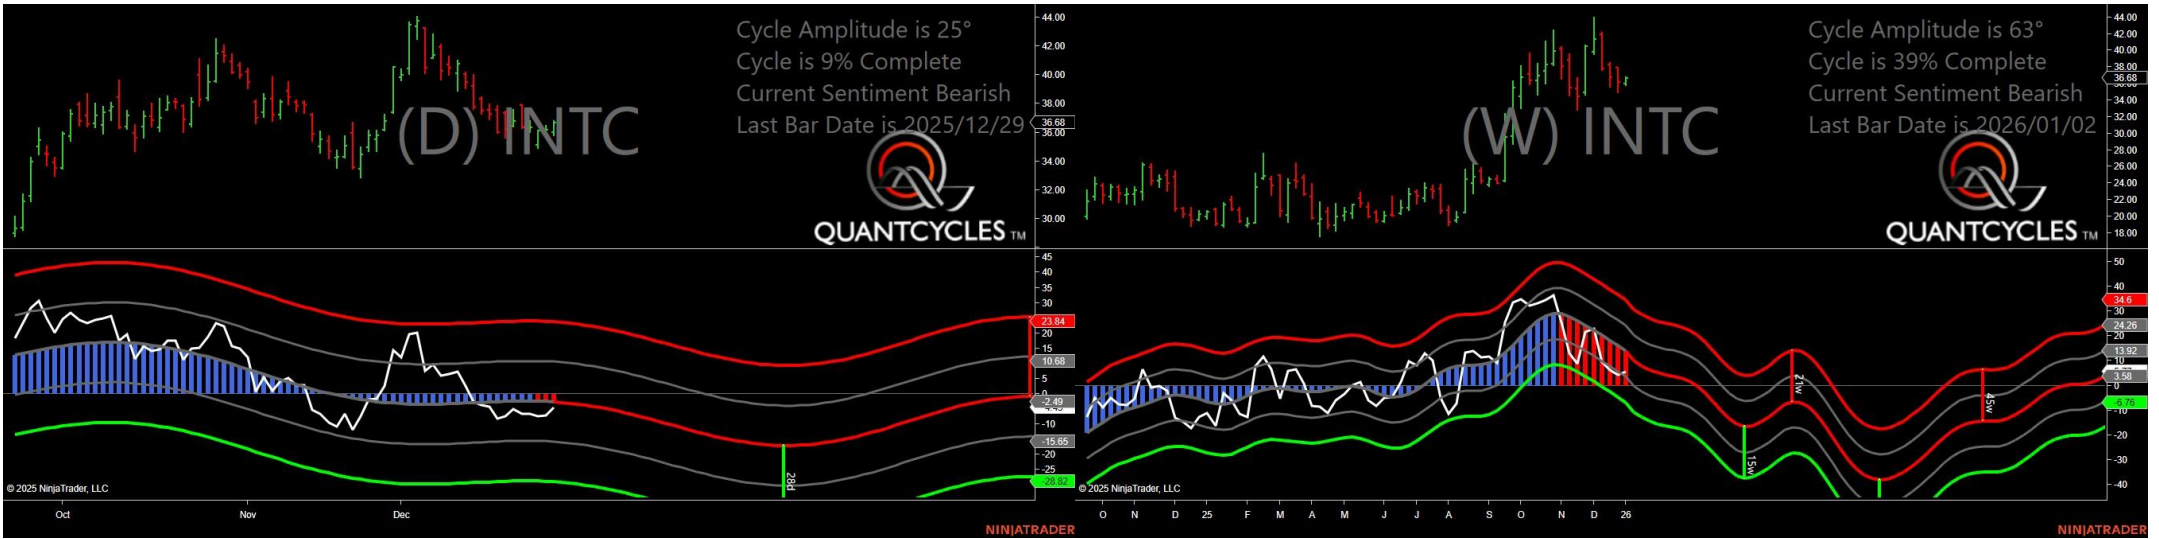 Cycle Amplitude is 25°
Cycle is 9% Complete
Current Sentiment Bearish
Last Bar Date is 2025/12/29
(D) INTC
QUANTCYCLES TM
44.00
42.00
40.00
38.00
36.68
36.00
34.00
32.00
30.00
45
40
35
30
23.84
20
15
10.68
5
0
-2.49
-10
-15.65
-20
-25
-28.82
28d
© 2025 NinjaTrader, LLC
Oct Nov Dec
NINJATRADER
Cycle Amplitude is 63°
Cycle is 39% Complete
Current Sentiment Bearish
Last Bar Date is 2026/01/02
(W) INTC
QUANTCYCLES TM
44.00
42.00
40.00
38.00
36.68
34.00
32.00
30.00
28.00
26.00
24.00
22.00
20.00
18.00
50
40
34.6
30
24.26
20
13.92
10
3.58
0
-6.76
-10
-20
-30
-40
21w
45w
15w
© 2025 NinjaTrader, LLC
O N D 25 F M A M J J A S O N D 26
NINJATRADER